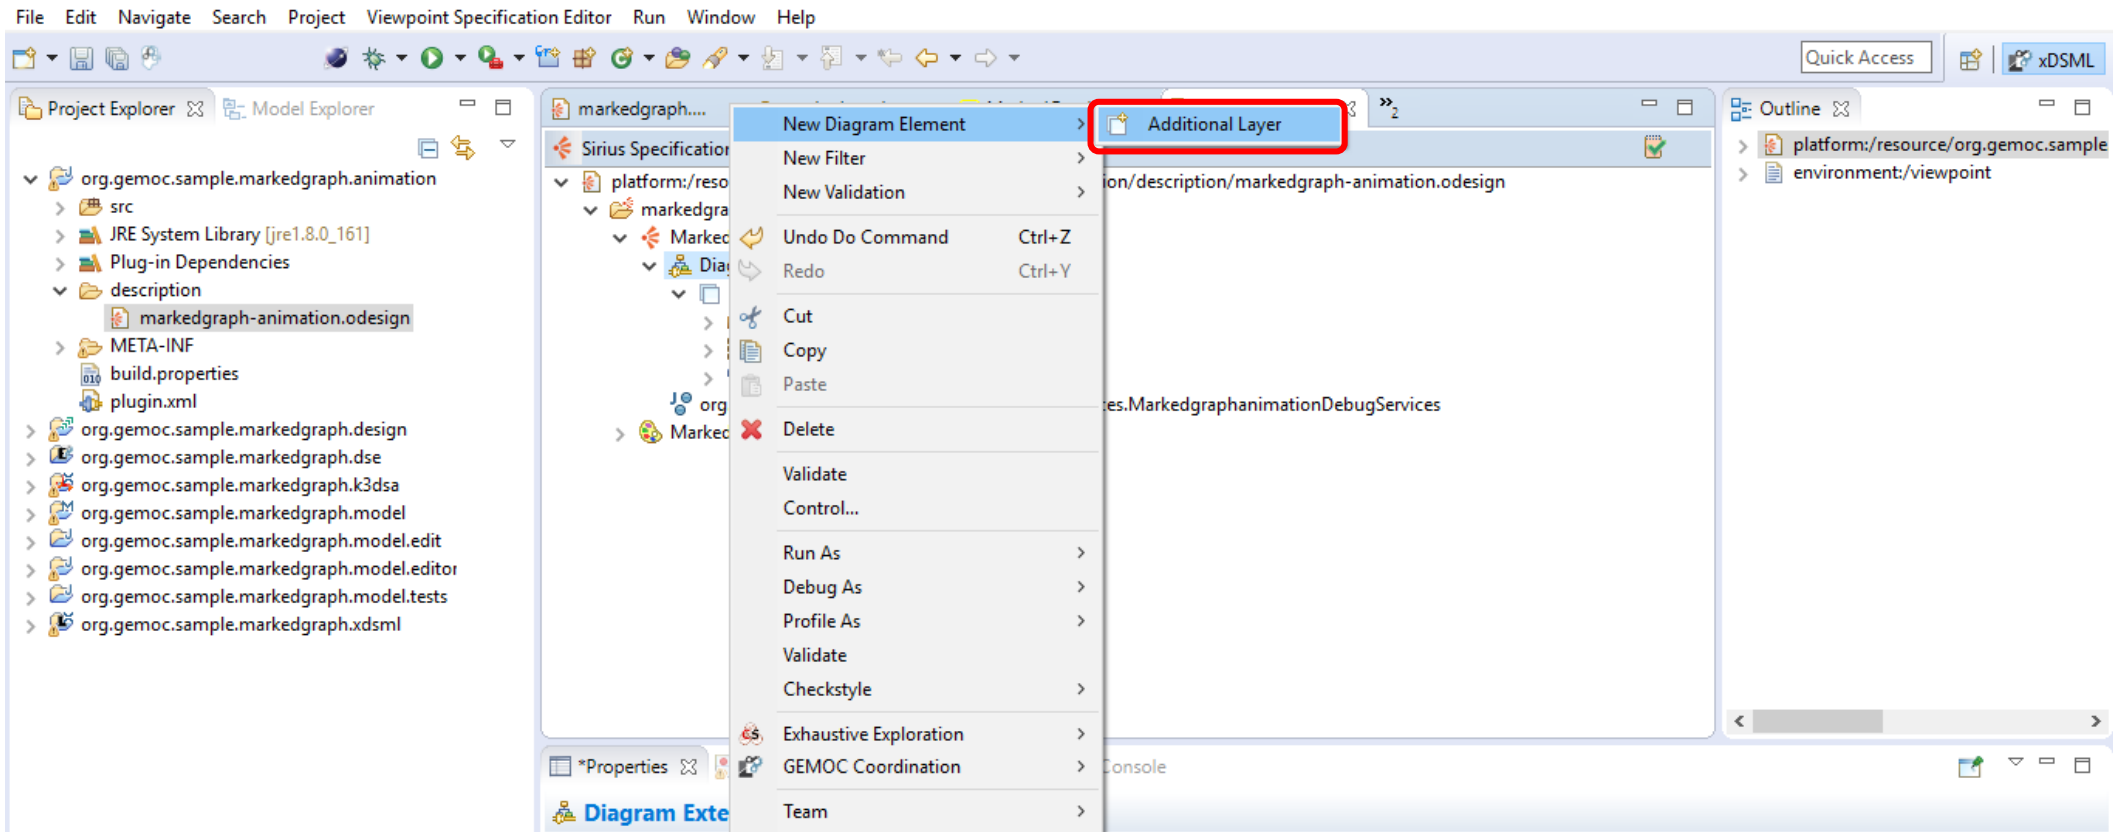 File Edit Navigate Search Project Viewpoint Specification Editor Run Window Help
Quick Access
xDSML
Project Explorer
Model Explorer
org.gemoc.sample.markedgraph.animation
src
JRE System Library [jre1.8.0_161]
Plug-in Dependencies
description
markedgraph-animation.odesign
META-INF
build.properties
plugin.xml
org.gemoc.sample.markedgraph.design
org.gemoc.sample.markedgraph.dse
org.gemoc.sample.markedgraph.k3dsa
org.gemoc.sample.markedgraph.model
org.gemoc.sample.markedgraph.model.edit
org.gemoc.sample.markedgraph.model.editor
org.gemoc.sample.markedgraph.model.tests
org.gemoc.sample.markedgraph.xdsml
markedgraph....
»2
Sirius Specification
platform:/reso
ion/description/markedgraph-animation.odesign
markedgra
Marked
Diag
org
es.MarkedgraphanimationDebugServices
Marked
New Diagram Element
Additional Layer
New Filter
New Validation
Undo Do Command Ctrl+Z
Redo Ctrl+Y
Cut
Copy
Paste
Delete
Validate
Control...
Run As
Debug As
Profile As
Validate
Checkstyle
Exhaustive Exploration
GEMOC Coordination
Team
*Properties
Console
Diagram Exte
Outline
platform:/resource/org.gemoc.sample
environment:/viewpoint